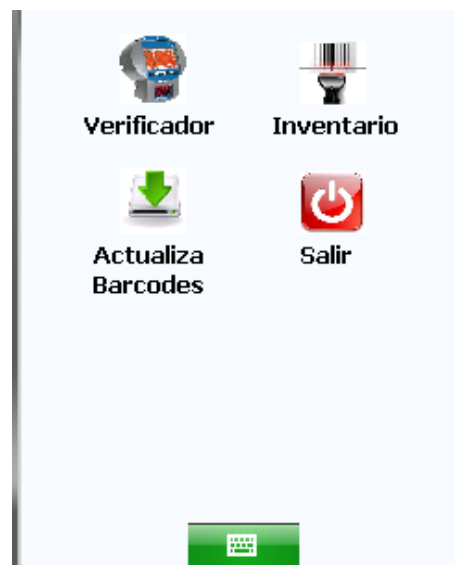 Verificador
Inventario
Actualiza
Barcodes
Salir